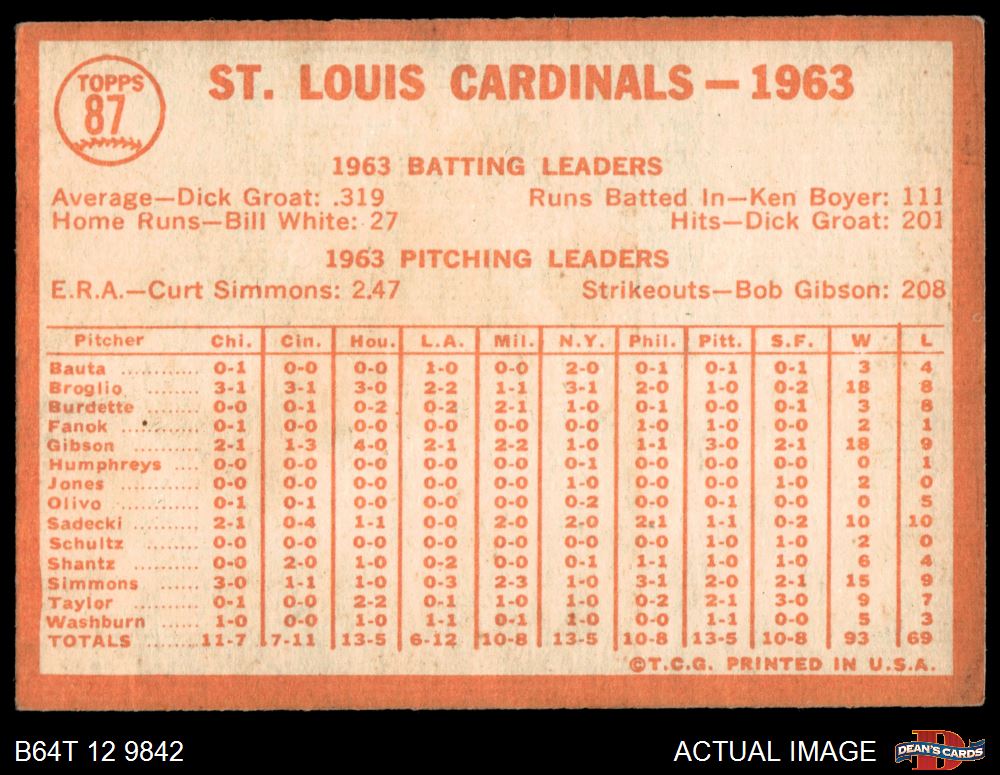 TOPPS
87
ST. LOUIS CARDINALS — 1963
1963 BATTING LEADERS
Average—Dick Groat: .319 Runs Batted In—Ken Boyer: 111
Home Runs—Bill White: 27 Hits—Dick Groat: 201
1963 PITCHING LEADERS
E.R.A.—Curt Simmons: 2.47 Strikeouts—Bob Gibson: 208
Pitcher Chi. Cin. Hou. L.A. Mil. N.Y. Phil. Pitt. S.F. W L
Bauta ........... 0-1 0-0 0-0 1-0 0-0 2-0 0-1 0-1 0-1 3 4
Broglio ........ 3-1 3-1 3-0 2-2 1-1 3-1 2-0 1-0 0-2 18 8
Burdette ....... 0-0 0-1 0-2 0-2 2-1 1-0 0-1 0-1 0-1 3 8
Fanok ........... 0-1 0-0 0-0 0-0 0-0 0-0 1-0 1-0 0-0 2 1
Gibson ......... 2-1 1-3 4-0 2-1 2-2 1-0 1-1 3-0 2-1 18 9
Humphreys .... 0-0 0-0 0-0 0-0 0-0 0-1 0-0 0-0 0-0 0 1
Jones ........... 0-0 0-0 0-0 0-0 0-0 1-0 0-0 0-0 1-0 2 0
Olivo ........... 0-1 0-1 0-0 0-0 0-0 0-2 0-0 0-1 0-0 0 5
Sadecki ......... 2-1 0-4 1-1 0-0 2-0 2-0 2-1 1-1 0-2 10 10
Schultz ........ 0-0 0-0 0-0 0-0 0-0 0-0 0-0 1-0 1-0 2 0
Shantz ......... 0-0 2-0 1-0 0-2 0-0 0-1 1-1 1-0 1-0 6 4
Simmons ....... 3-0 1-1 1-0 0-3 2-3 1-0 3-1 2-0 2-1 15 9
Taylor .......... 0-1 0-0 2-2 0-1 1-0 1-0 0-2 2-1 3-0 9 7
Washburn ..... 1-0 0-0 1-0 1-1 0-1 1-0 0-0 1-1 0-0 5 3
TOTALS 11-7 7-11 13-5 6-12 10-8 13-5 10-8 13-5 10-8 93 69
©T.C.G. PRINTED IN U.S.A.
B64T 12 9842 ACTUAL IMAGE DEAN'S CARDS